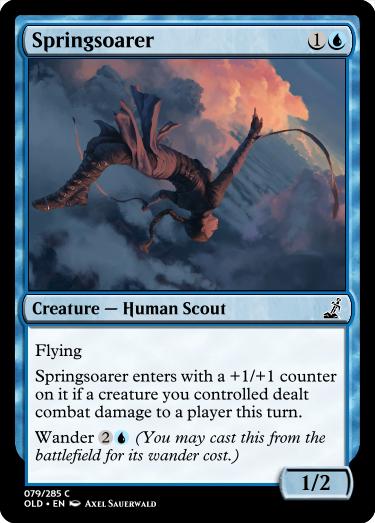 Springsoarer 1
Creature — Human Scout
Flying
Springsoarer enters with a +1/+1 counter
on it if a creature you controlled dealt
combat damage to a player this turn.
Wander 2 (You may cast this from the
battlefield for its wander cost.)
1/2
079/285 C
OLD • EN Axel Sauerwald